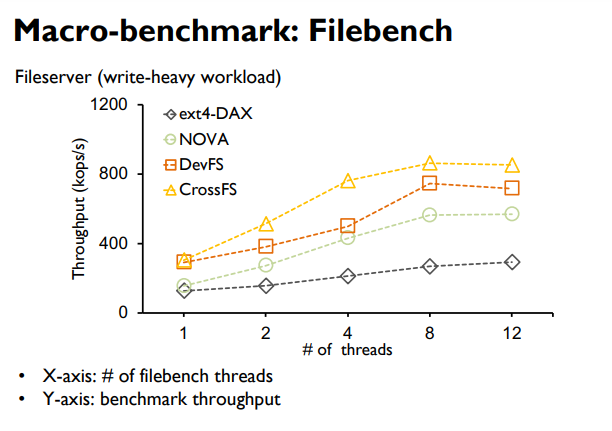 Macro-benchmark: Filebench
Fileserver (write-heavy workload)
1200
800
400
0
Throughput (kops/s)
ext4-DAX
NOVA
DevFS
CrossFS
1 2 4 8 12
# of threads
• X-axis: # of filebench threads
• Y-axis: benchmark throughput